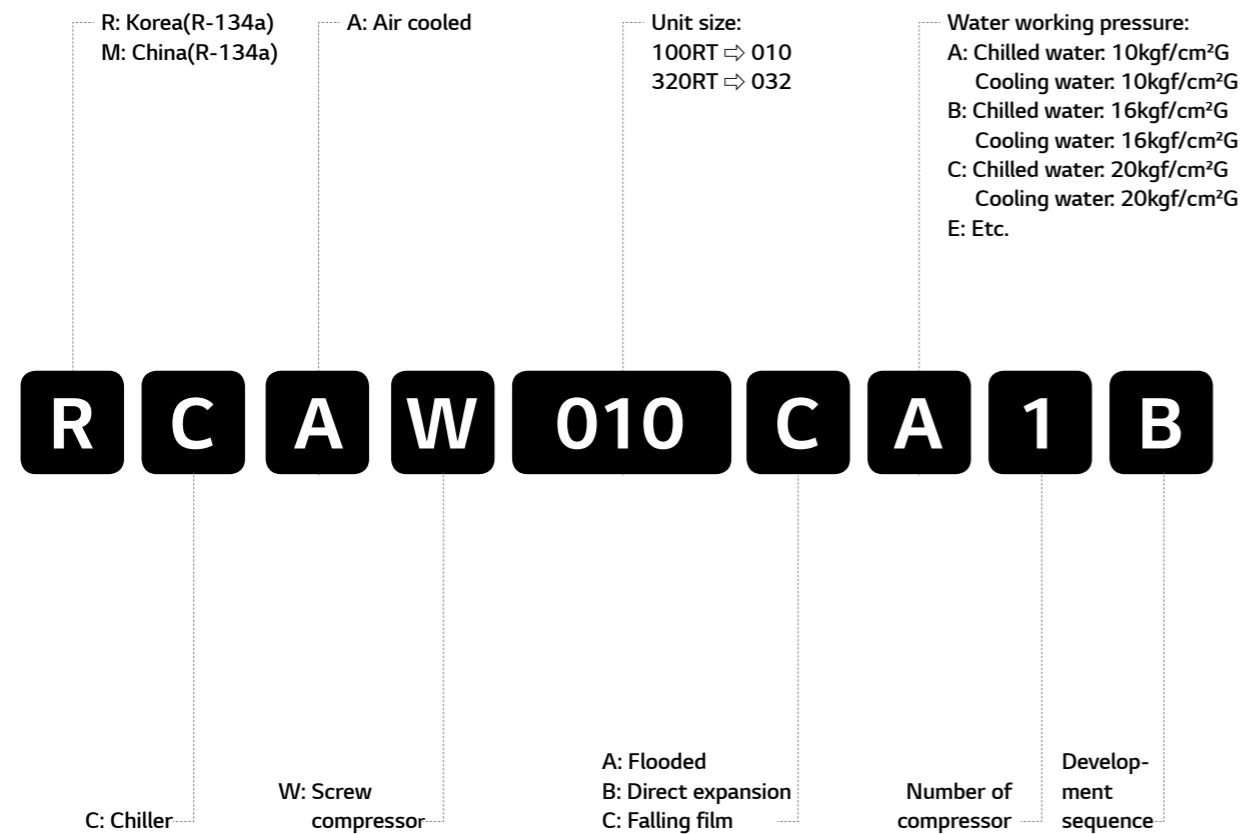 R: Korea(R-134a)
M: China(R-134a)
A: Air cooled
Unit size:
100RT ⇨ 010
320RT ⇨ 032
Water working pressure:
A: Chilled water: 10kgf/cm²G
Cooling water: 10kgf/cm²G
B: Chilled water: 16kgf/cm²G
Cooling water: 16kgf/cm²G
C: Chilled water: 20kgf/cm²G
Cooling water: 20kgf/cm²G
E: Etc.
R C A W 010 C A 1 B
C: Chiller
W: Screw
compressor
A: Flooded
B: Direct expansion
C: Falling film
Number of
compressor
Develop-
ment
sequence